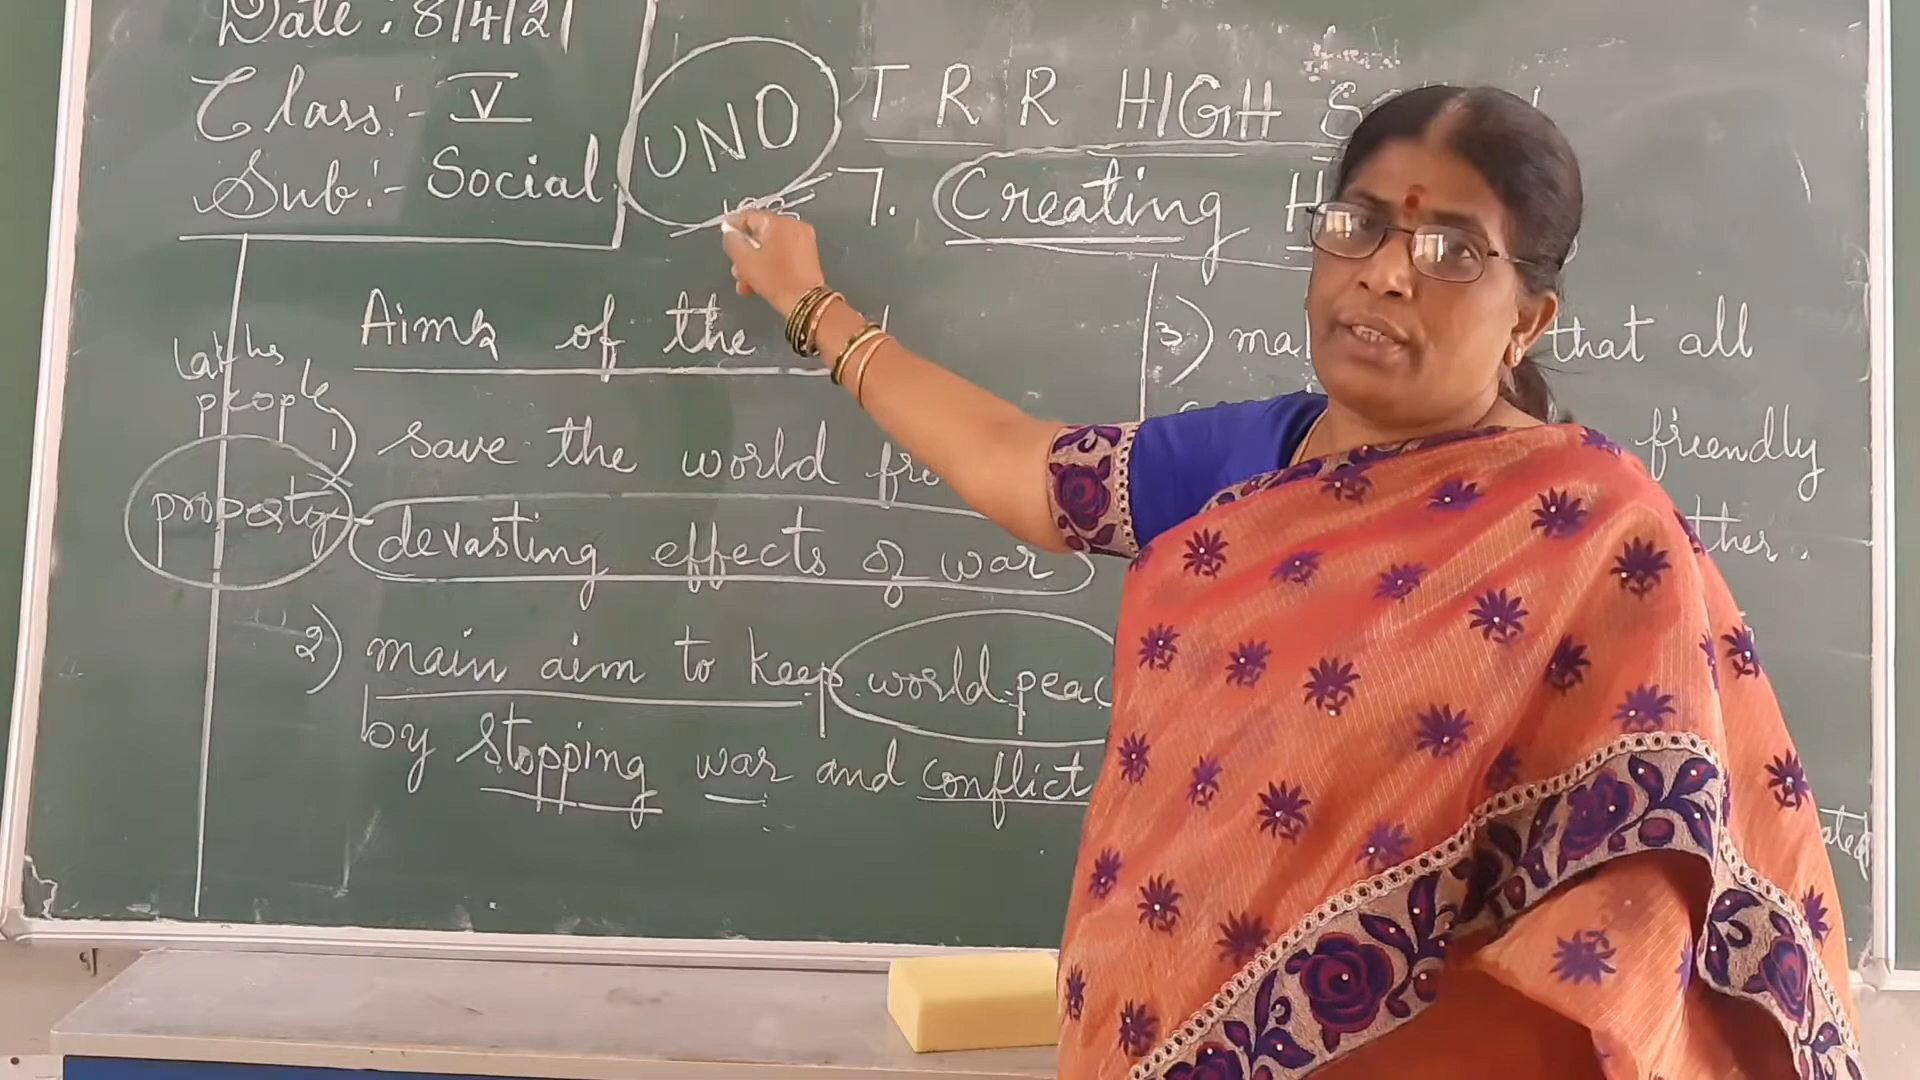 Date : 8/4/21
Class :- V
Sub :- Social
UNO
T R R HIGH
7. Creating
Aims of the
lakhs
people
property
1) save the world
devasting effects of war
2) main aim to keep world peac
by stopping war and conflict
3) that all
friendly